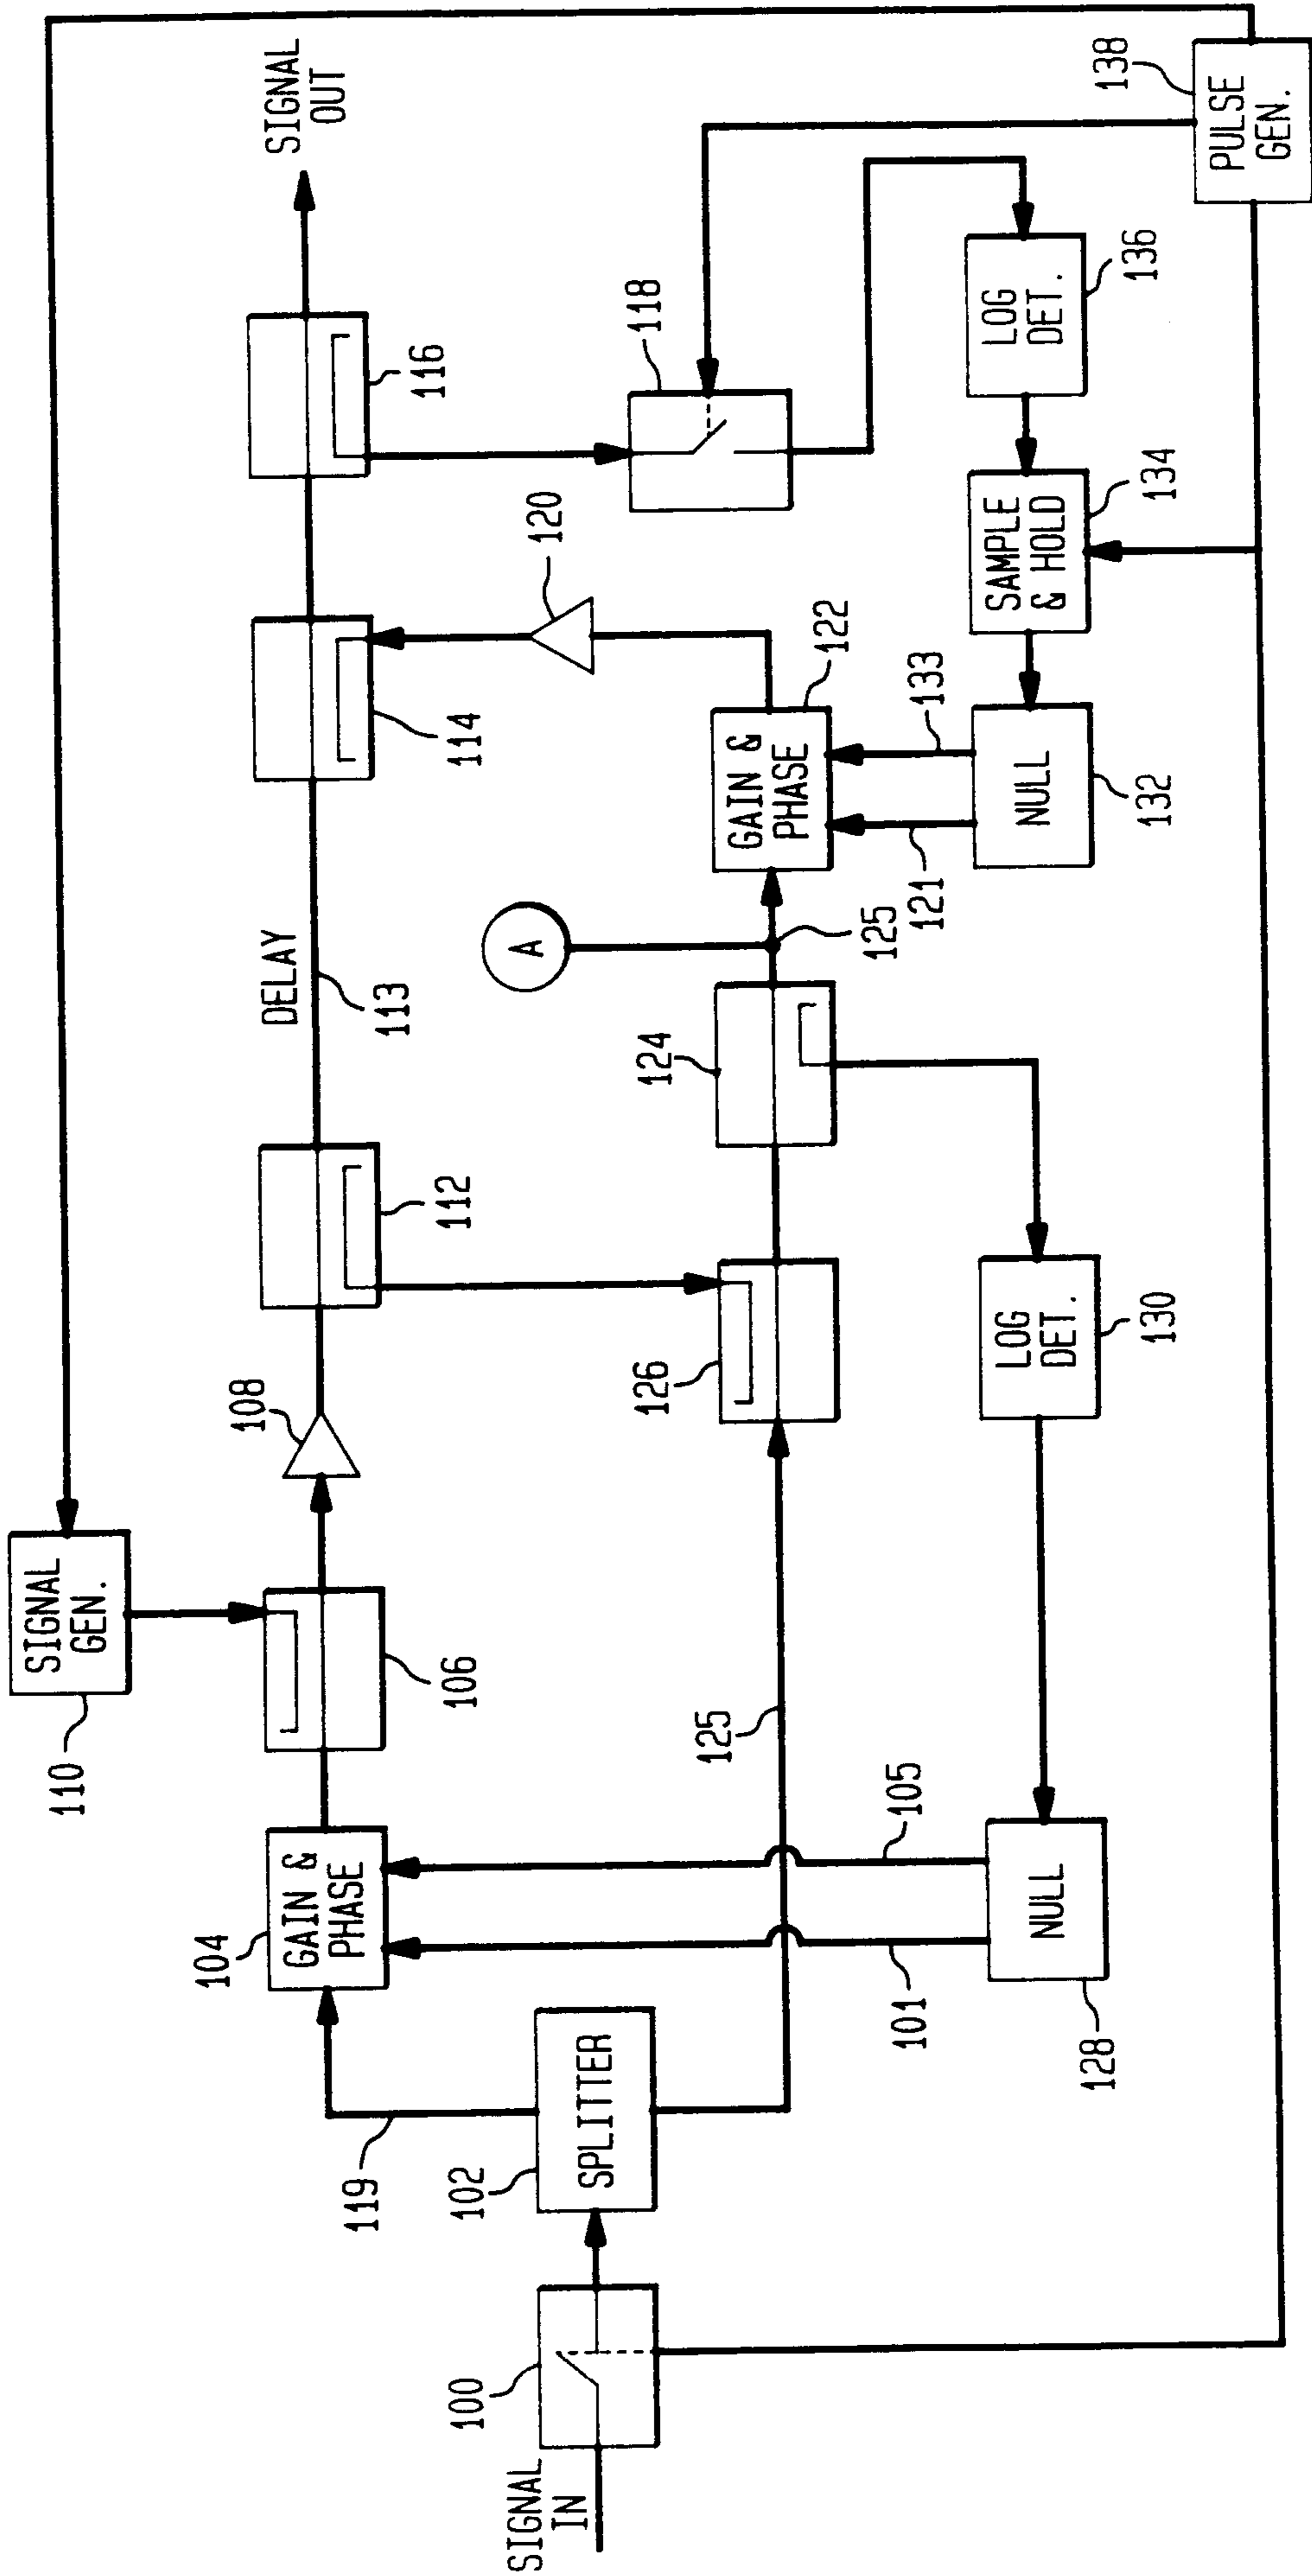 SIGNAL
GEN.
110
SIGNAL
OUT
GAIN &
PHASE
104
106
108
112
DELAY
113
114
116
119
SIGNAL
IN
100
SPLITTER
102
125
126
124
A
125
GAIN &
PHASE
122
120
118
101
105
NULL
128
LOG
DET.
130
121
133
NULL
132
SAMPLE
& HOLD
134
LOG
DET.
136
PULSE
GEN.
138